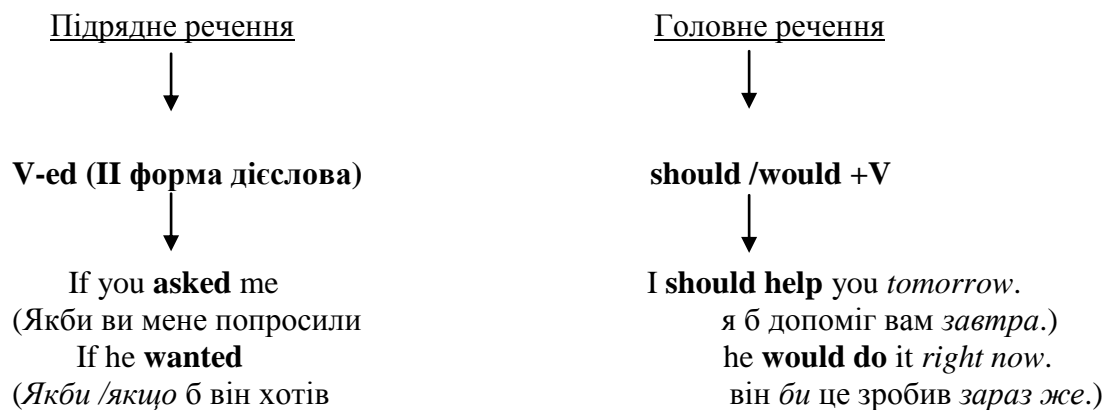 Підрядне речення Головне речення
V-ed (II форма дієслова) should /would +V
If you asked me I should help you tomorrow.
(Якби ви мене попросили я б допоміг вам завтра.)
If he wanted he would do it right now.
(Якби /якщо б він хотів він би це зробив зараз же.)